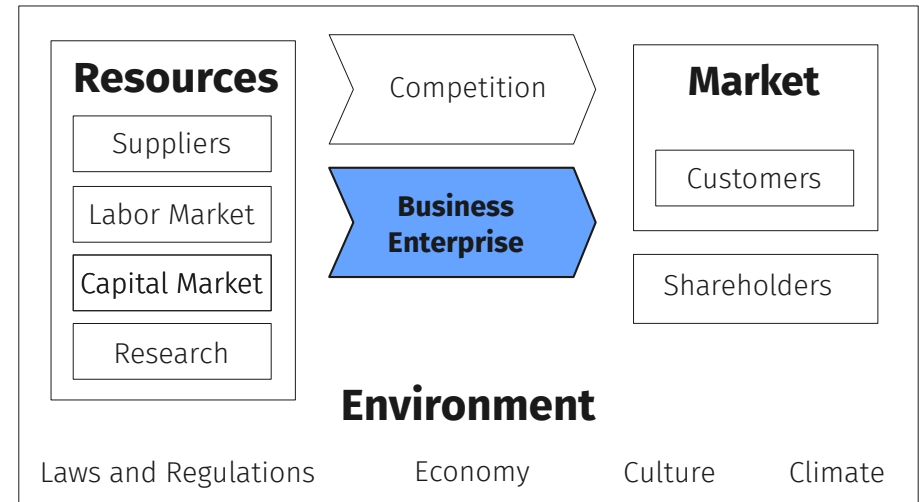 Resources
Suppliers
Labor Market
Capital Market
Research
Competition
Business
Enterprise
Market
Customers
Shareholders
Environment
Laws and Regulations
Economy
Culture
Climate